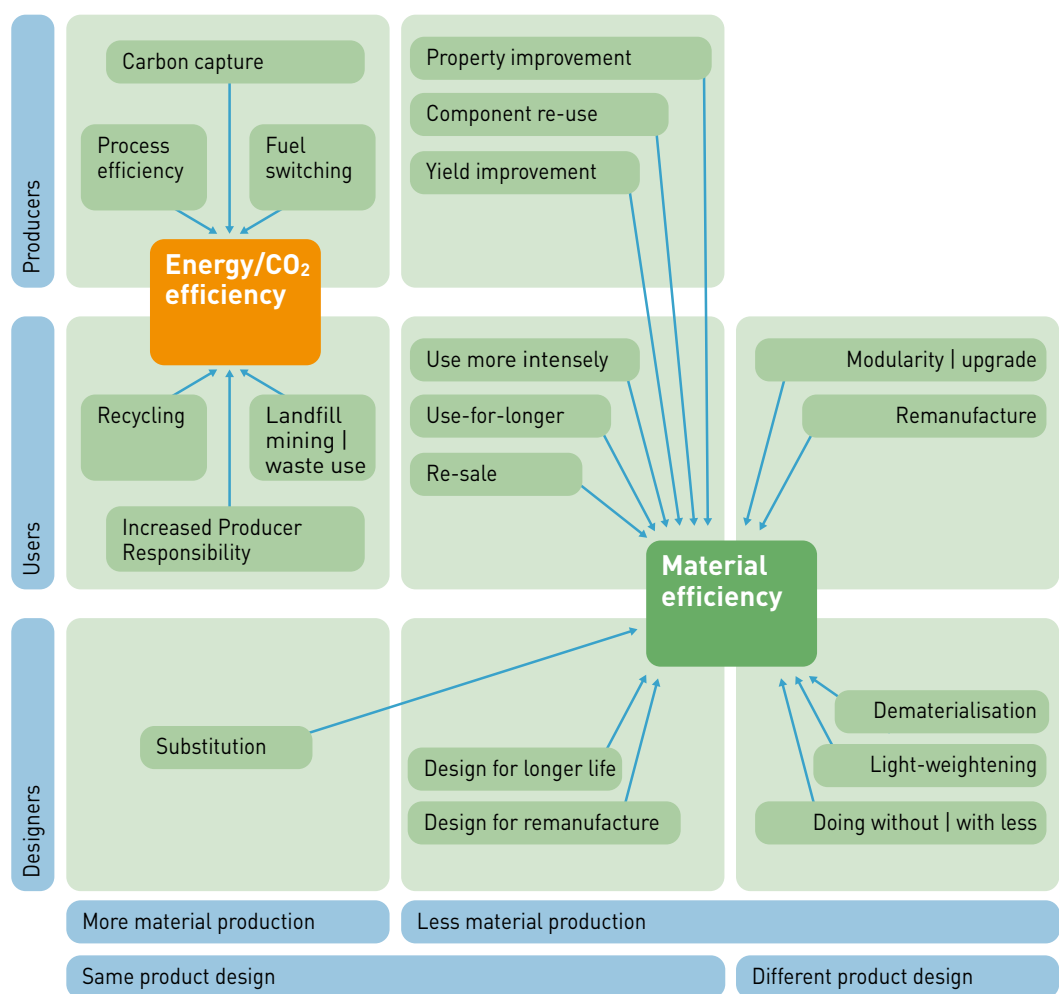 Producers
Carbon capture
Process
efficiency
Fuel
switching
Energy/CO₂
efficiency
Property improvement
Component re-use
Yield improvement
Users
Recycling
Landfill
mining |
waste use
Increased Producer
Responsibility
Use more intensely
Use-for-longer
Re-sale
Modularity | upgrade
Remanufacture
Material
efficiency
Designers
Substitution
Design for longer life
Design for remanufacture
Dematerialisation
Light-weightening
Doing without | with less
More material production
Less material production
Same product design
Different product design